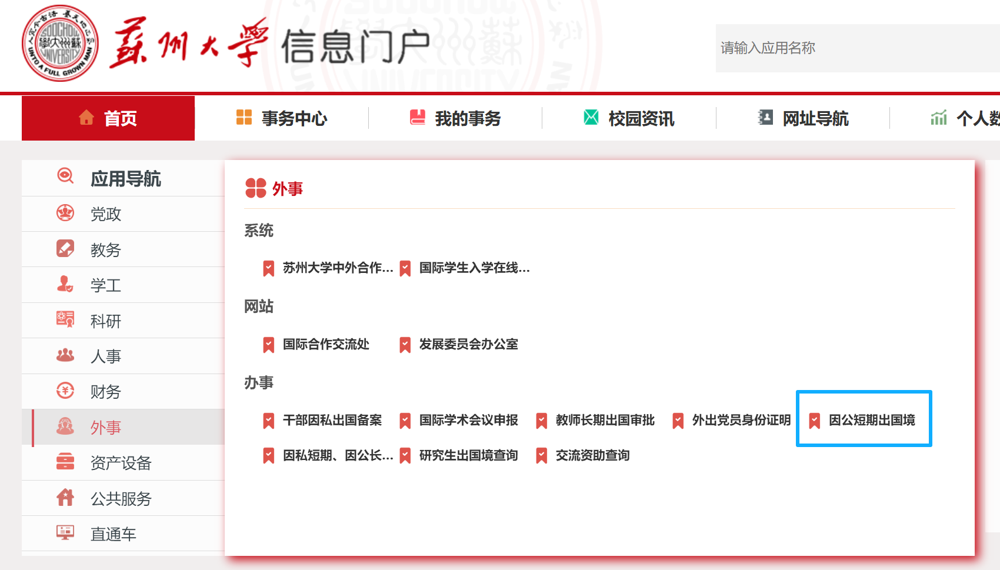 蘇州大學 信息门户
SOOCHOW UNIVERSITY
UNTO A FULL GROWN MAN
请输入应用名称
首页 事务中心 我的事务 校园资讯 网址导航 个人数
应用导航
党政
教务
学工
科研
人事
财务
外事
资产设备
公共服务
直通车
外事
系统
苏州大学中外合作... 国际学生入学在线...
网站
国际合作交流处 发展委员会办公室
办事
干部因私出国备案 国际学术会议申报 教师长期出国审批 外出党员身份证明 因公短期出国境
因私短期、因公长... 研究生出国境查询 交流资助查询